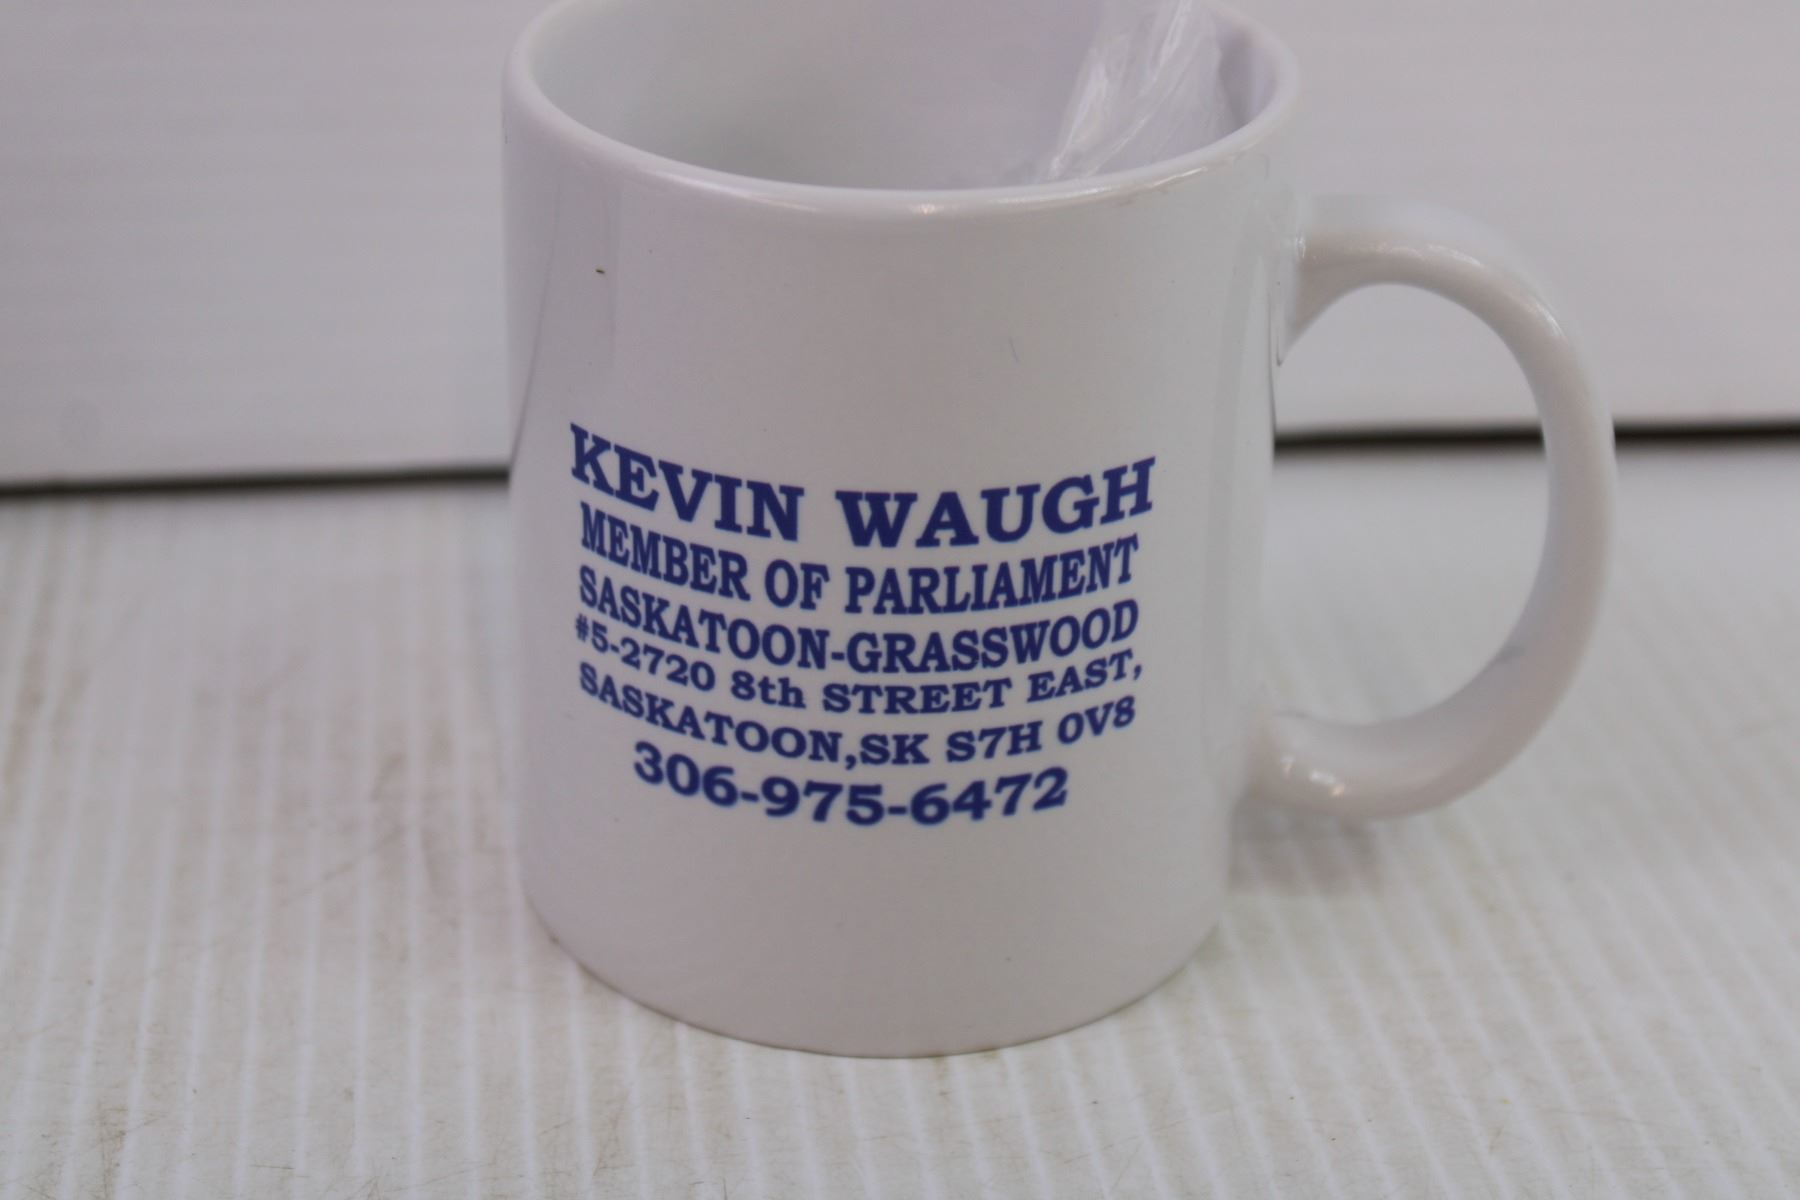 KEVIN WAUGH
MEMBER OF PARLIAMENT
SASKATOON-GRASSWOOD
#5-2720 8th STREET EAST,
SASKATOON,SK S7H 0V8
306-975-6472